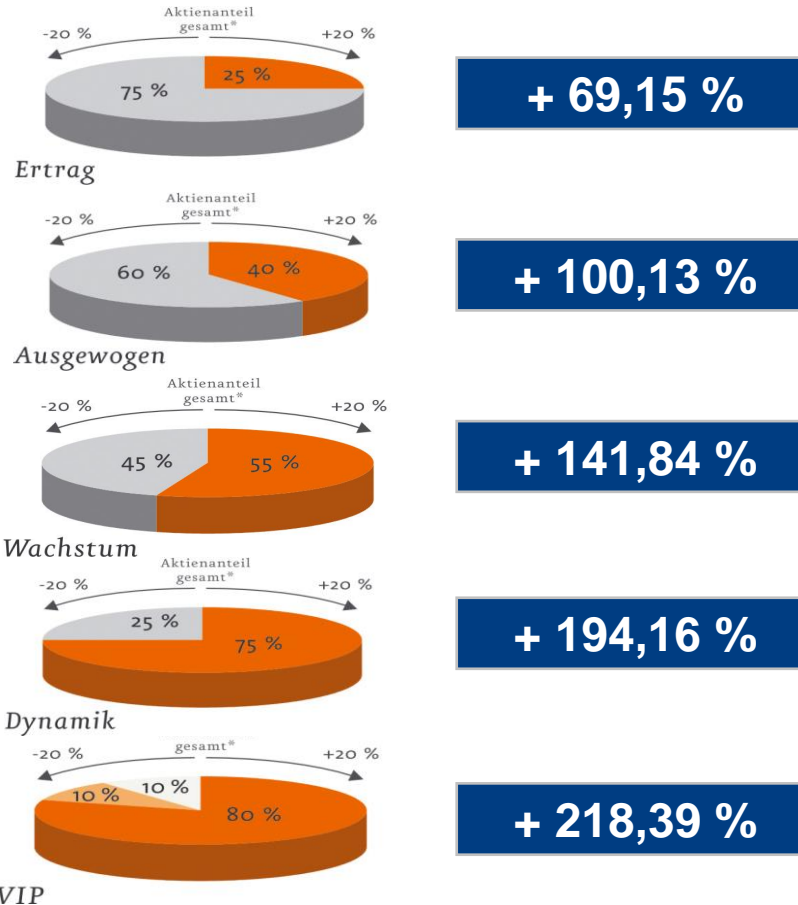 Aktienanteil
gesamt*
-20 %
+20 %
75 %
25 %
+ 69,15 %
Ertrag
Aktienanteil
gesamt*
-20 %
+20 %
60 %
40 %
+ 100,13 %
Ausgewogen
Aktienanteil
gesamt*
-20 %
+20 %
45 %
55 %
+ 141,84 %
Wachstum
Aktienanteil
gesamt*
-20 %
+20 %
25 %
75 %
+ 194,16 %
Dynamik
gesamt*
-20 %
+20 %
10 %
10 %
80 %
+ 218,39 %
VIP